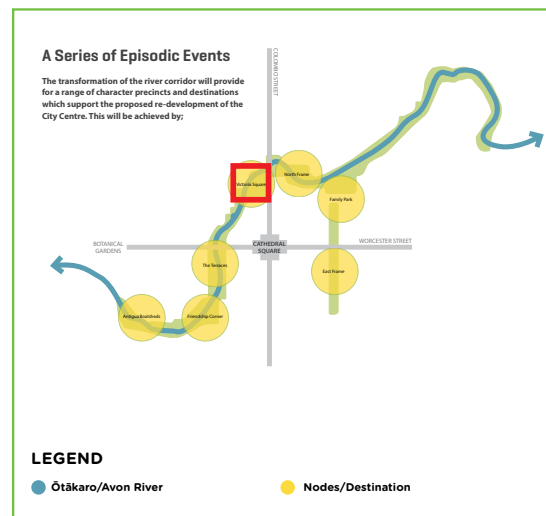 A Series of Episodic Events
The transformation of the river corridor will provide
for a range of character precincts and destinations
which support the proposed re-development of the
City Centre. This will be achieved by;
COLOMBO STREET
North Frame
Victoria Square
Family Park
BOTANICAL
GARDENS
CATHEDRAL
SQUARE
WORCESTER STREET
The Terraces
East Frame
Antigua Boatsheds
Friendship Corner
LEGEND
Ōtākaro/Avon River
Nodes/Destination